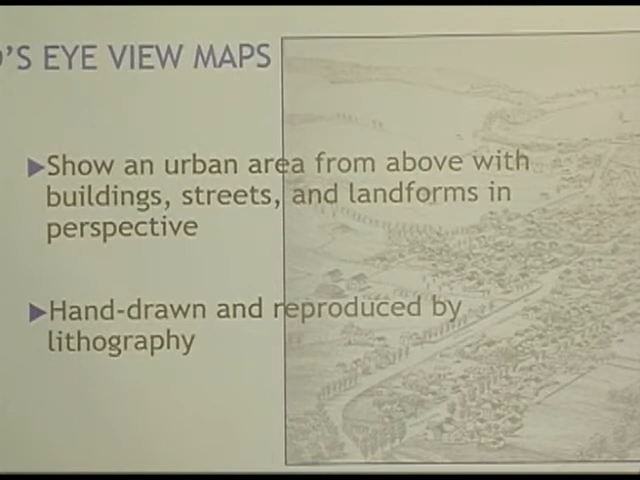 'S EYE VIEW MAPS
▶Show an urban area from above with
buildings, streets, and landforms in
perspective
▶Hand-drawn and reproduced by
lithography